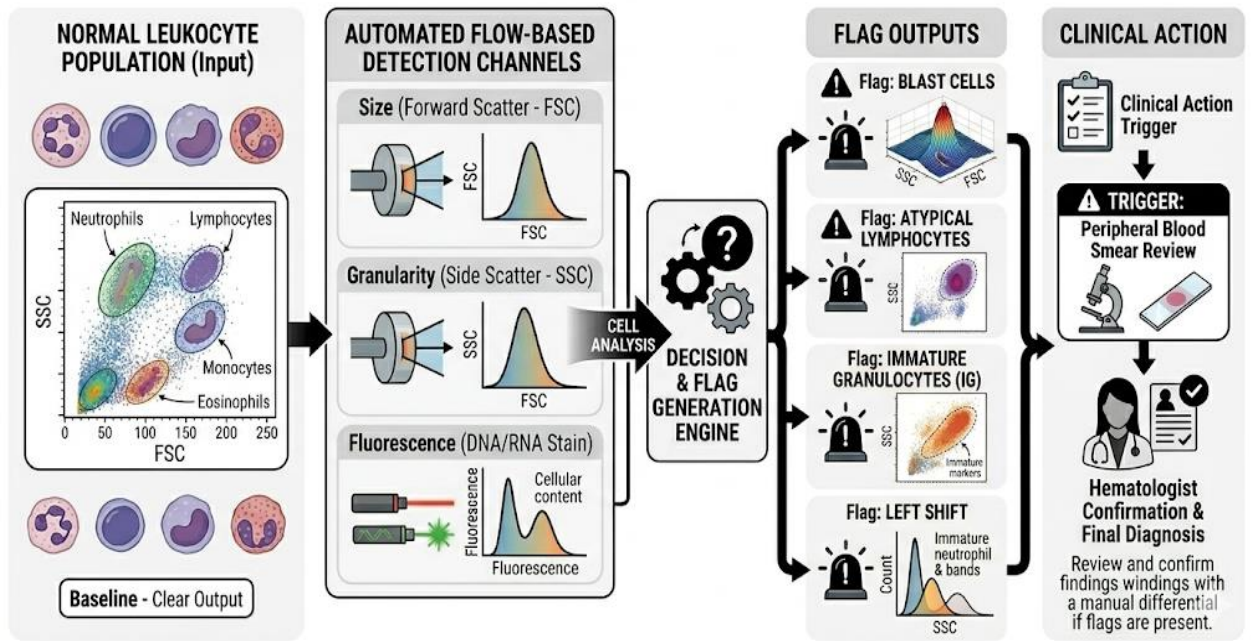 NORMAL LEUKOCYTE
POPULATION (Input)
Neutrophils
Lymphocytes
Monocytes
Eosinophils
SSC
0 50 100 150 200 250
FSC
Baseline - Clear Output
AUTOMATED FLOW-BASED
DETECTION CHANNELS
Size (Forward Scatter - FSC)
FSC
FSC
Granularity (Side Scatter - SSC)
SSC
FSC
Fluorescence (DNA/RNA Stain)
Cellular
content
Fluorescence
Fluorescence
CELL
ANALYSIS
?
DECISION
& FLAG
GENERATION
ENGINE
FLAG OUTPUTS
! Flag: BLAST CELLS
SSC
FSC
! Flag: ATYPICAL
LYMPHOCYTES
SSC
Flag: IMMATURE
GRANULOCYTES (IG)
SSC
Immature
markers
Flag: LEFT SHIFT
Immature
neutrophil
& bands
Count
SSC
CLINICAL ACTION
Clinical Action
Trigger
! TRIGGER:
Peripheral Blood
Smear Review
Hematologist
Confirmation &
Final Diagnosis
Review and confirm
findings windings with
a manual differential
if flags are present.